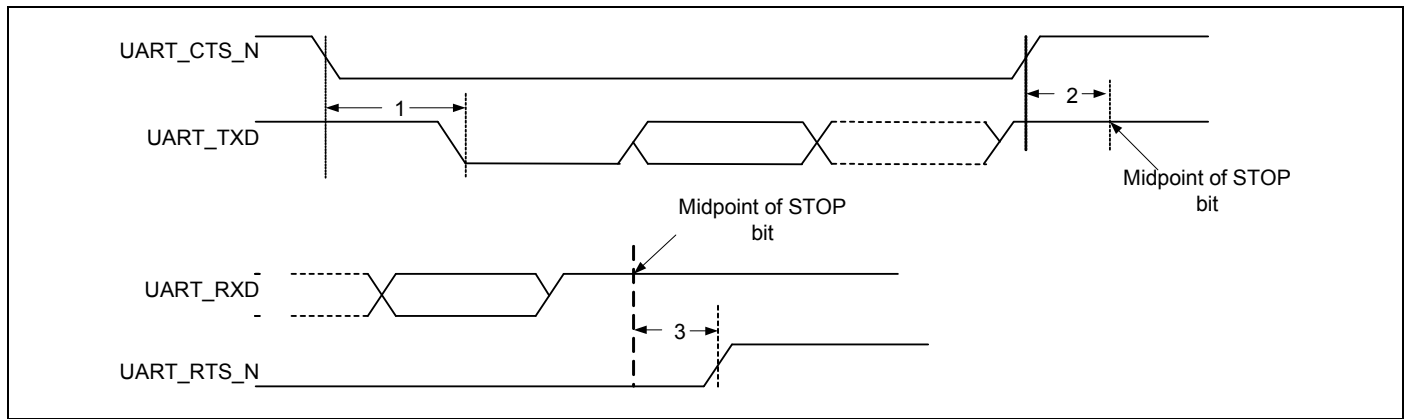 UART_CTS_N
1
2
UART_TXD
Midpoint of STOP
bit
Midpoint of STOP
bit
UART_RXD
3
UART_RTS_N